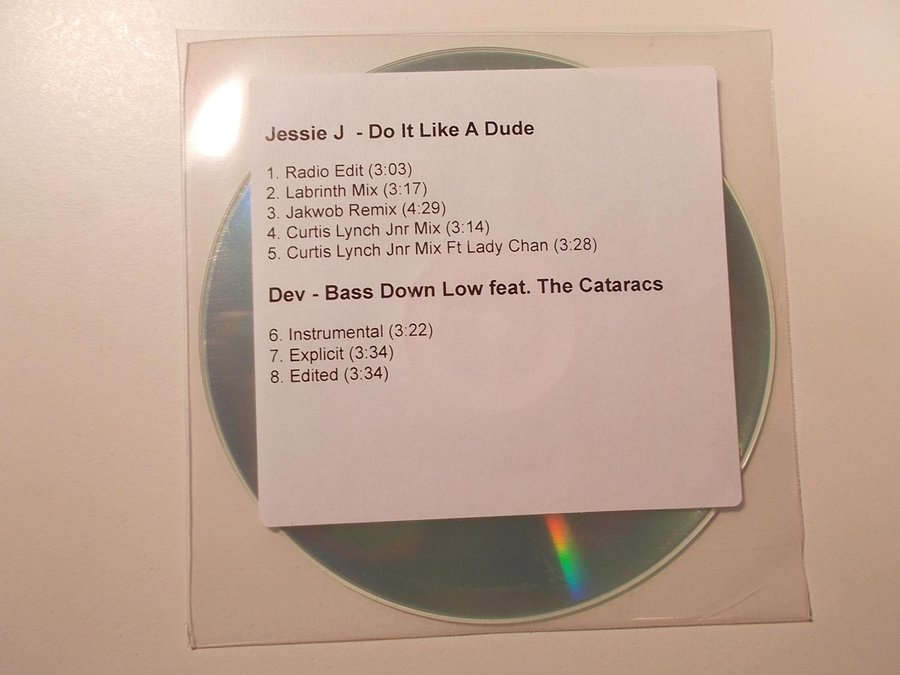 Jessie J - Do It Like A Dude
1. Radio Edit (3:03)
2. Labrinth Mix (3:17)
3. Jakwob Remix (4:29)
4. Curtis Lynch Jnr Mix (3:14)
5. Curtis Lynch Jnr Mix Ft Lady Chan (3:28)
Dev - Bass Down Low feat. The Cataracs
6. Instrumental (3:22)
7. Explicit (3:34)
8. Edited (3:34)